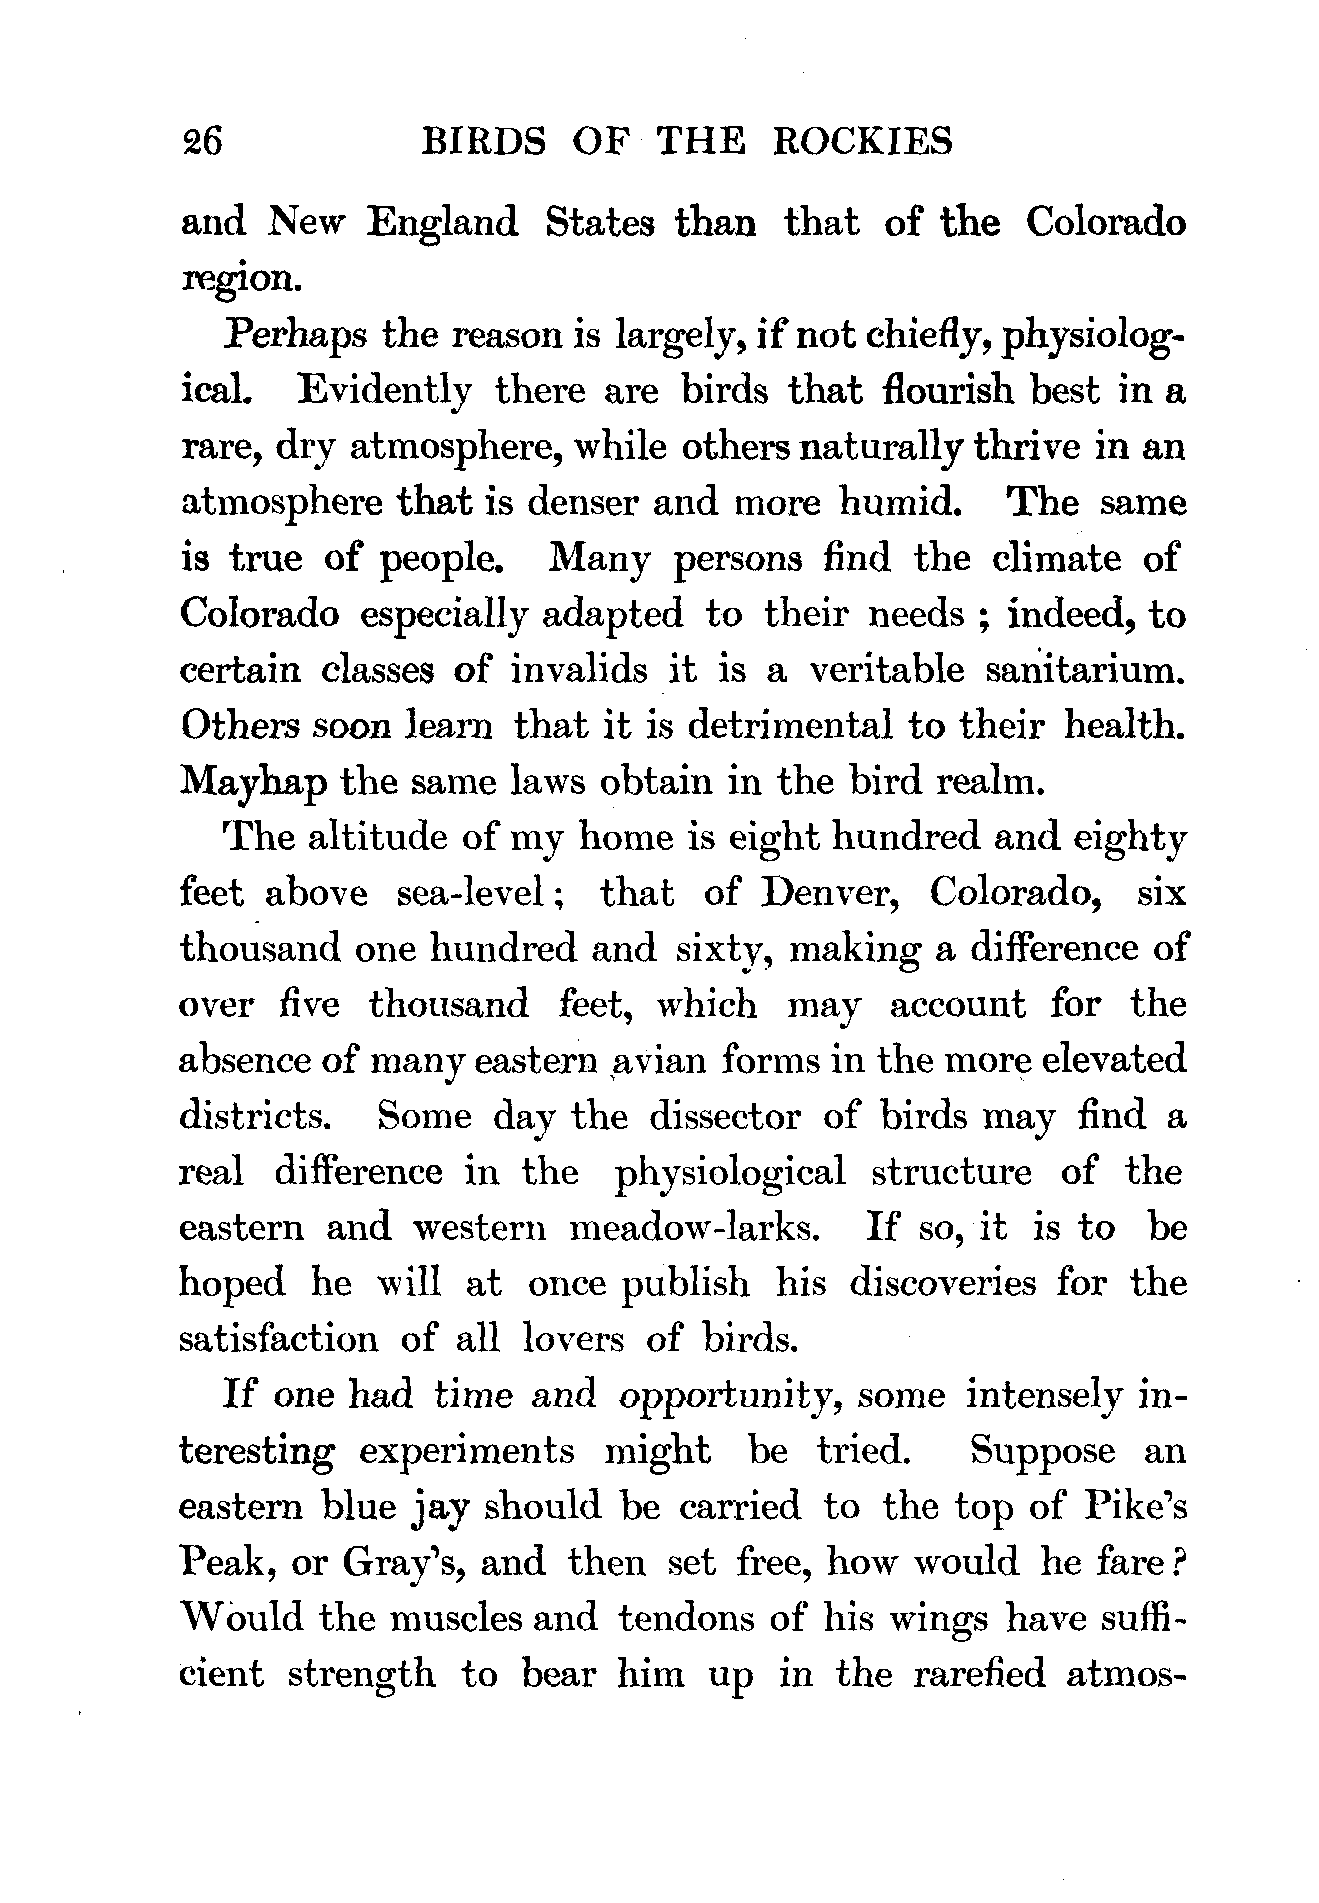 26 BIRDS OF THE ROCKIES
and New England States than that of the Colorado
region.
Perhaps the reason is largely, if not chiefly, physiolog-
ical. Evidently there are birds that flourish best in a
rare, dry atmosphere, while others naturally thrive in an
atmosphere that is denser and more humid. The same
is true of people. Many persons find the climate of
Colorado especially adapted to their needs ; indeed, to
certain classes of invalids it is a veritable sanitarium.
Others soon learn that it is detrimental to their health.
Mayhap the same laws obtain in the bird realm.
The altitude of my home is eight hundred and eighty
feet above sea-level ; that of Denver, Colorado, six
thousand one hundred and sixty, making a difference of
over five thousand feet, which may account for the
absence of many eastern avian forms in the more elevated
districts. Some day the dissector of birds may find a
real difference in the physiological structure of the
eastern and western meadow-larks. If so, it is to be
hoped he will at once publish his discoveries for the
satisfaction of all lovers of birds.
If one had time and opportunity, some intensely in-
teresting experiments might be tried. Suppose an
eastern blue jay should be carried to the top of Pike's
Peak, or Gray's, and then set free, how would he fare ?
Would the muscles and tendons of his wings have suffi-
cient strength to bear him up in the rarefied atmos-